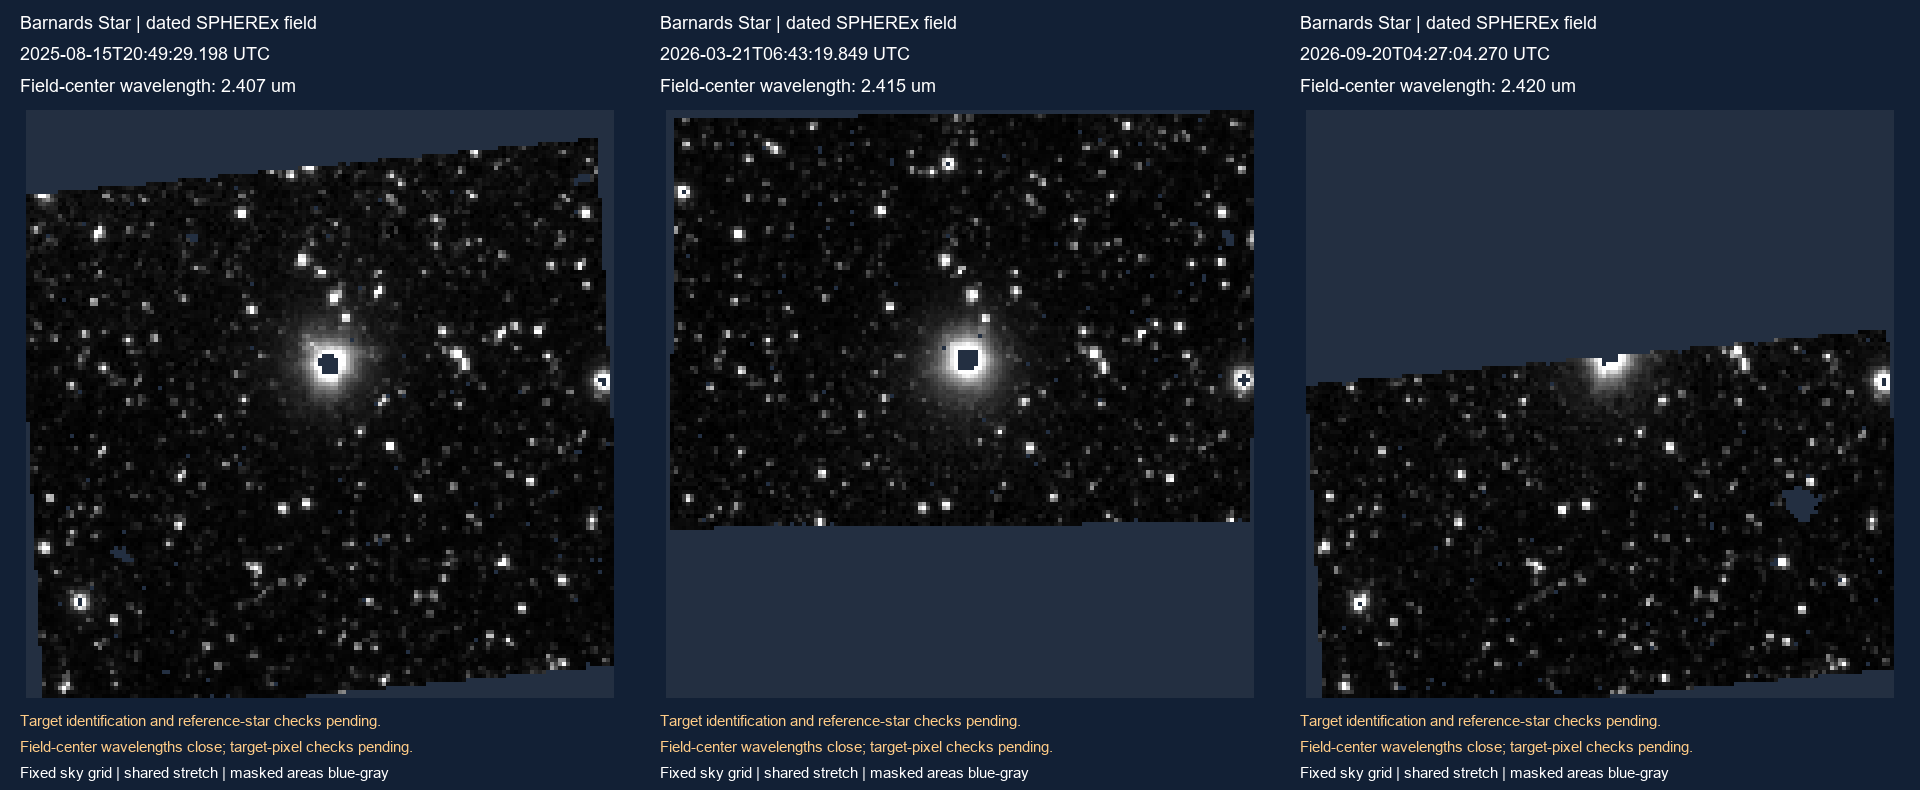 Barnards Star | dated SPHEREx field
2025-08-15T20:49:29.198 UTC
Field-center wavelength: 2.407 um
Target identification and reference-star checks pending.
Field-center wavelengths close; target-pixel checks pending.
Fixed sky grid | shared stretch | masked areas blue-gray
Barnards Star | dated SPHEREx field
2026-03-21T06:43:19.849 UTC
Field-center wavelength: 2.415 um
Target identification and reference-star checks pending.
Field-center wavelengths close; target-pixel checks pending.
Fixed sky grid | shared stretch | masked areas blue-gray
Barnards Star | dated SPHEREx field
2026-09-20T04:27:04.270 UTC
Field-center wavelength: 2.420 um
Target identification and reference-star checks pending.
Field-center wavelengths close; target-pixel checks pending.
Fixed sky grid | shared stretch | masked areas blue-gray